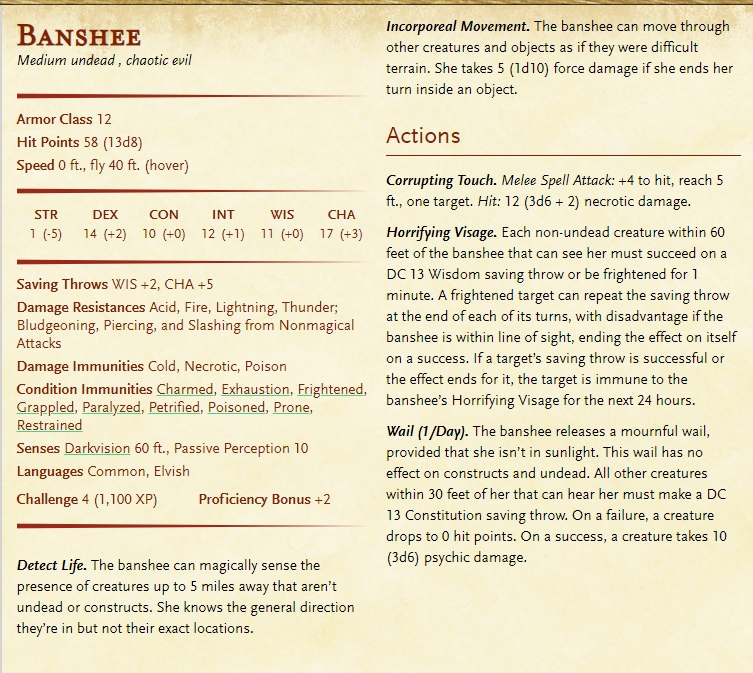 BANSHEE
Medium undead , chaotic evil
Armor Class 12
Hit Points 58 (13d8)
Speed 0 ft., fly 40 ft. (hover)
STR DEX CON INT WIS CHA
1 (-5) 14 (+2) 10 (+0) 12 (+1) 11 (+0) 17 (+3)
Saving Throws WIS +2, CHA +5
Damage Resistances Acid, Fire, Lightning, Thunder;
Bludgeoning, Piercing, and Slashing from Nonmagical
Attacks
Damage Immunities Cold, Necrotic, Poison
Condition Immunities Charmed, Exhaustion, Frightened,
Grappled, Paralyzed, Petrified, Poisoned, Prone,
Restrained
Senses Darkvision 60 ft., Passive Perception 10
Languages Common, Elvish
Challenge 4 (1,100 XP) Proficiency Bonus +2
Detect Life. The banshee can magically sense the
presence of creatures up to 5 miles away that aren't
undead or constructs. She knows the general direction
they're in but not their exact locations.
Incorporeal Movement. The banshee can move through
other creatures and objects as if they were difficult
terrain. She takes 5 (1d10) force damage if she ends her
turn inside an object.
Actions
Corrupting Touch. Melee Spell Attack: +4 to hit, reach 5
ft., one target. Hit: 12 (3d6 + 2) necrotic damage.
Horrifying Visage. Each non-undead creature within 60
feet of the banshee that can see her must succeed on a
DC 13 Wisdom saving throw or be frightened for 1
minute. A frightened target can repeat the saving throw
at the end of each of its turns, with disadvantage if the
banshee is within line of sight, ending the effect on itself
on a success. If a target's saving throw is successful or
the effect ends for it, the target is immune to the
banshee's Horrifying Visage for the next 24 hours.
Wail (1/Day). The banshee releases a mournful wail,
provided that she isn't in sunlight. This wail has no
effect on constructs and undead. All other creatures
within 30 feet of her that can hear her must make a DC
13 Constitution saving throw. On a failure, a creature
drops to 0 hit points. On a success, a creature takes 10
(3d6) psychic damage.